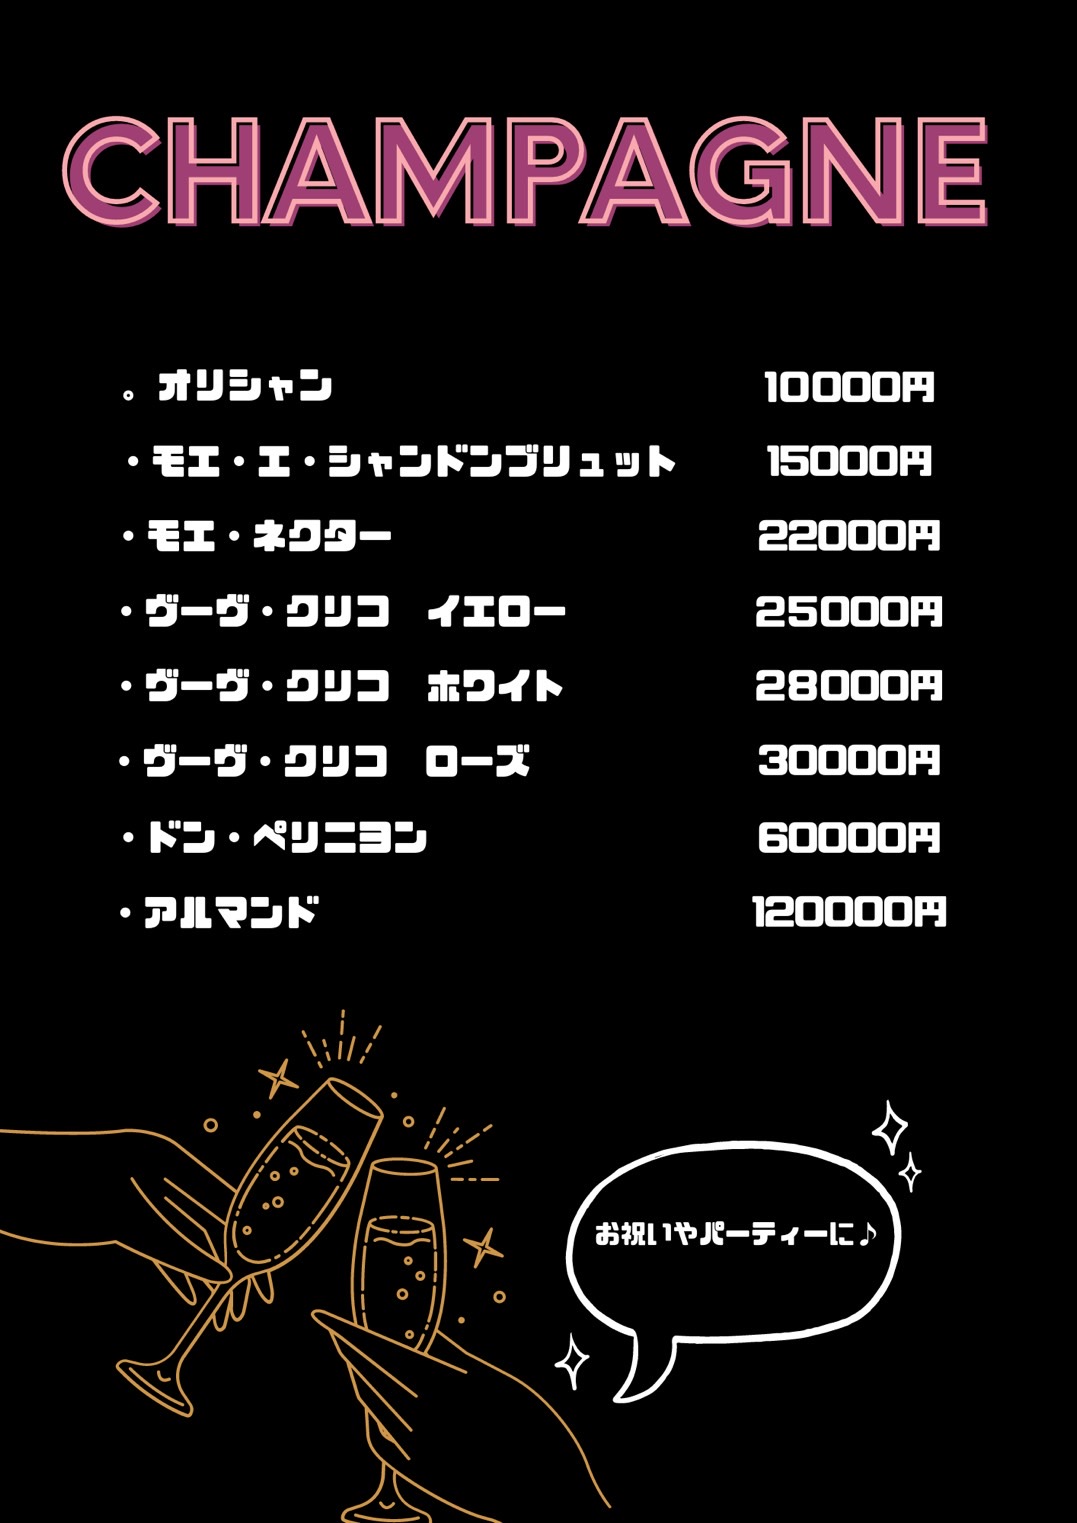 CHAMPAGNE
。オリシャン 10000円
・モエ・エ・シャンドンブリュット 15000円
・モエ・ネクター 22000円
・ヴーヴ・クリコ　イエロー 25000円
・ヴーヴ・クリコ　ホワイト 28000円
・ヴーヴ・クリコ　ローズ 30000円
・ドン・ペリニヨン 60000円
・アルマンド 120000円
お祝いやパーティーに♪